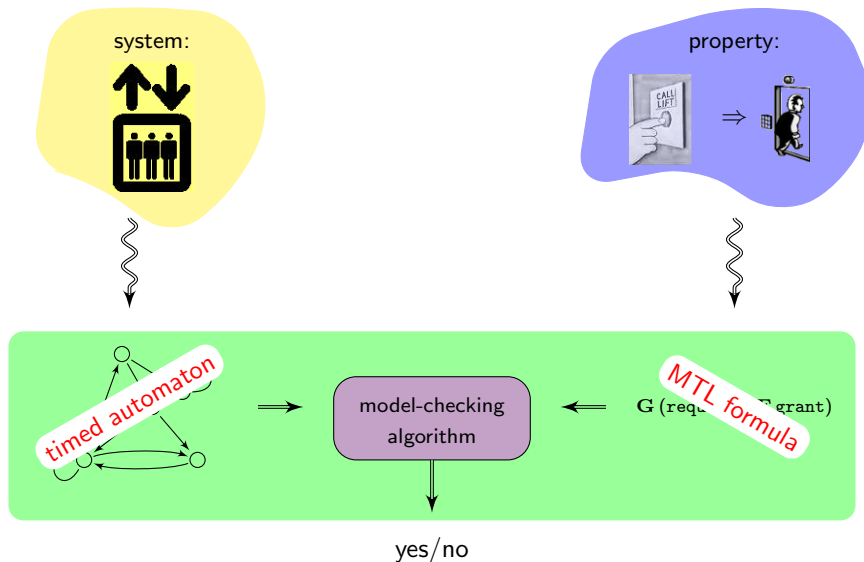 system:
property:
CALL
LIFT
⇒
timed automaton
model-checking
algorithm
G (requ
F grant)
MTL formula
yes/no